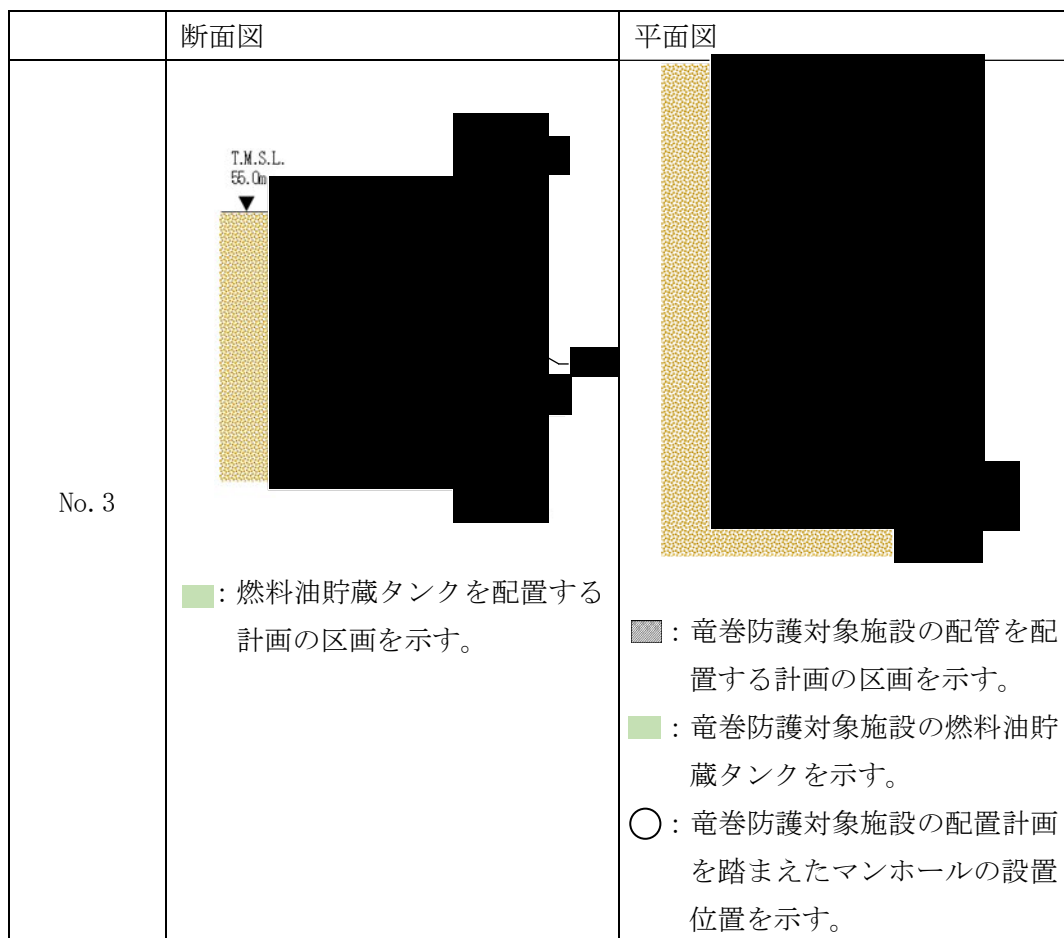 断面図
平面図
No.3
T.M.S.L.
55.0m
：燃料油貯蔵タンクを配置する
計画の区画を示す。
：竜巻防護対象施設の配管を配
置する計画の区画を示す。
：竜巻防護対象施設の燃料油貯
蔵タンクを示す。
：竜巻防護対象施設の配置計画
を踏まえたマンホールの設置
位置を示す。